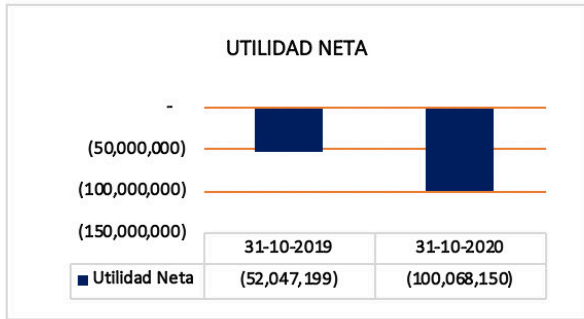 UTILIDAD NETA
-
(50,000,000)
(100,000,000)
(150,000,000)
31-10-2019 31-10-2020
Utilidad Neta (52,047,199) (100,068,150)